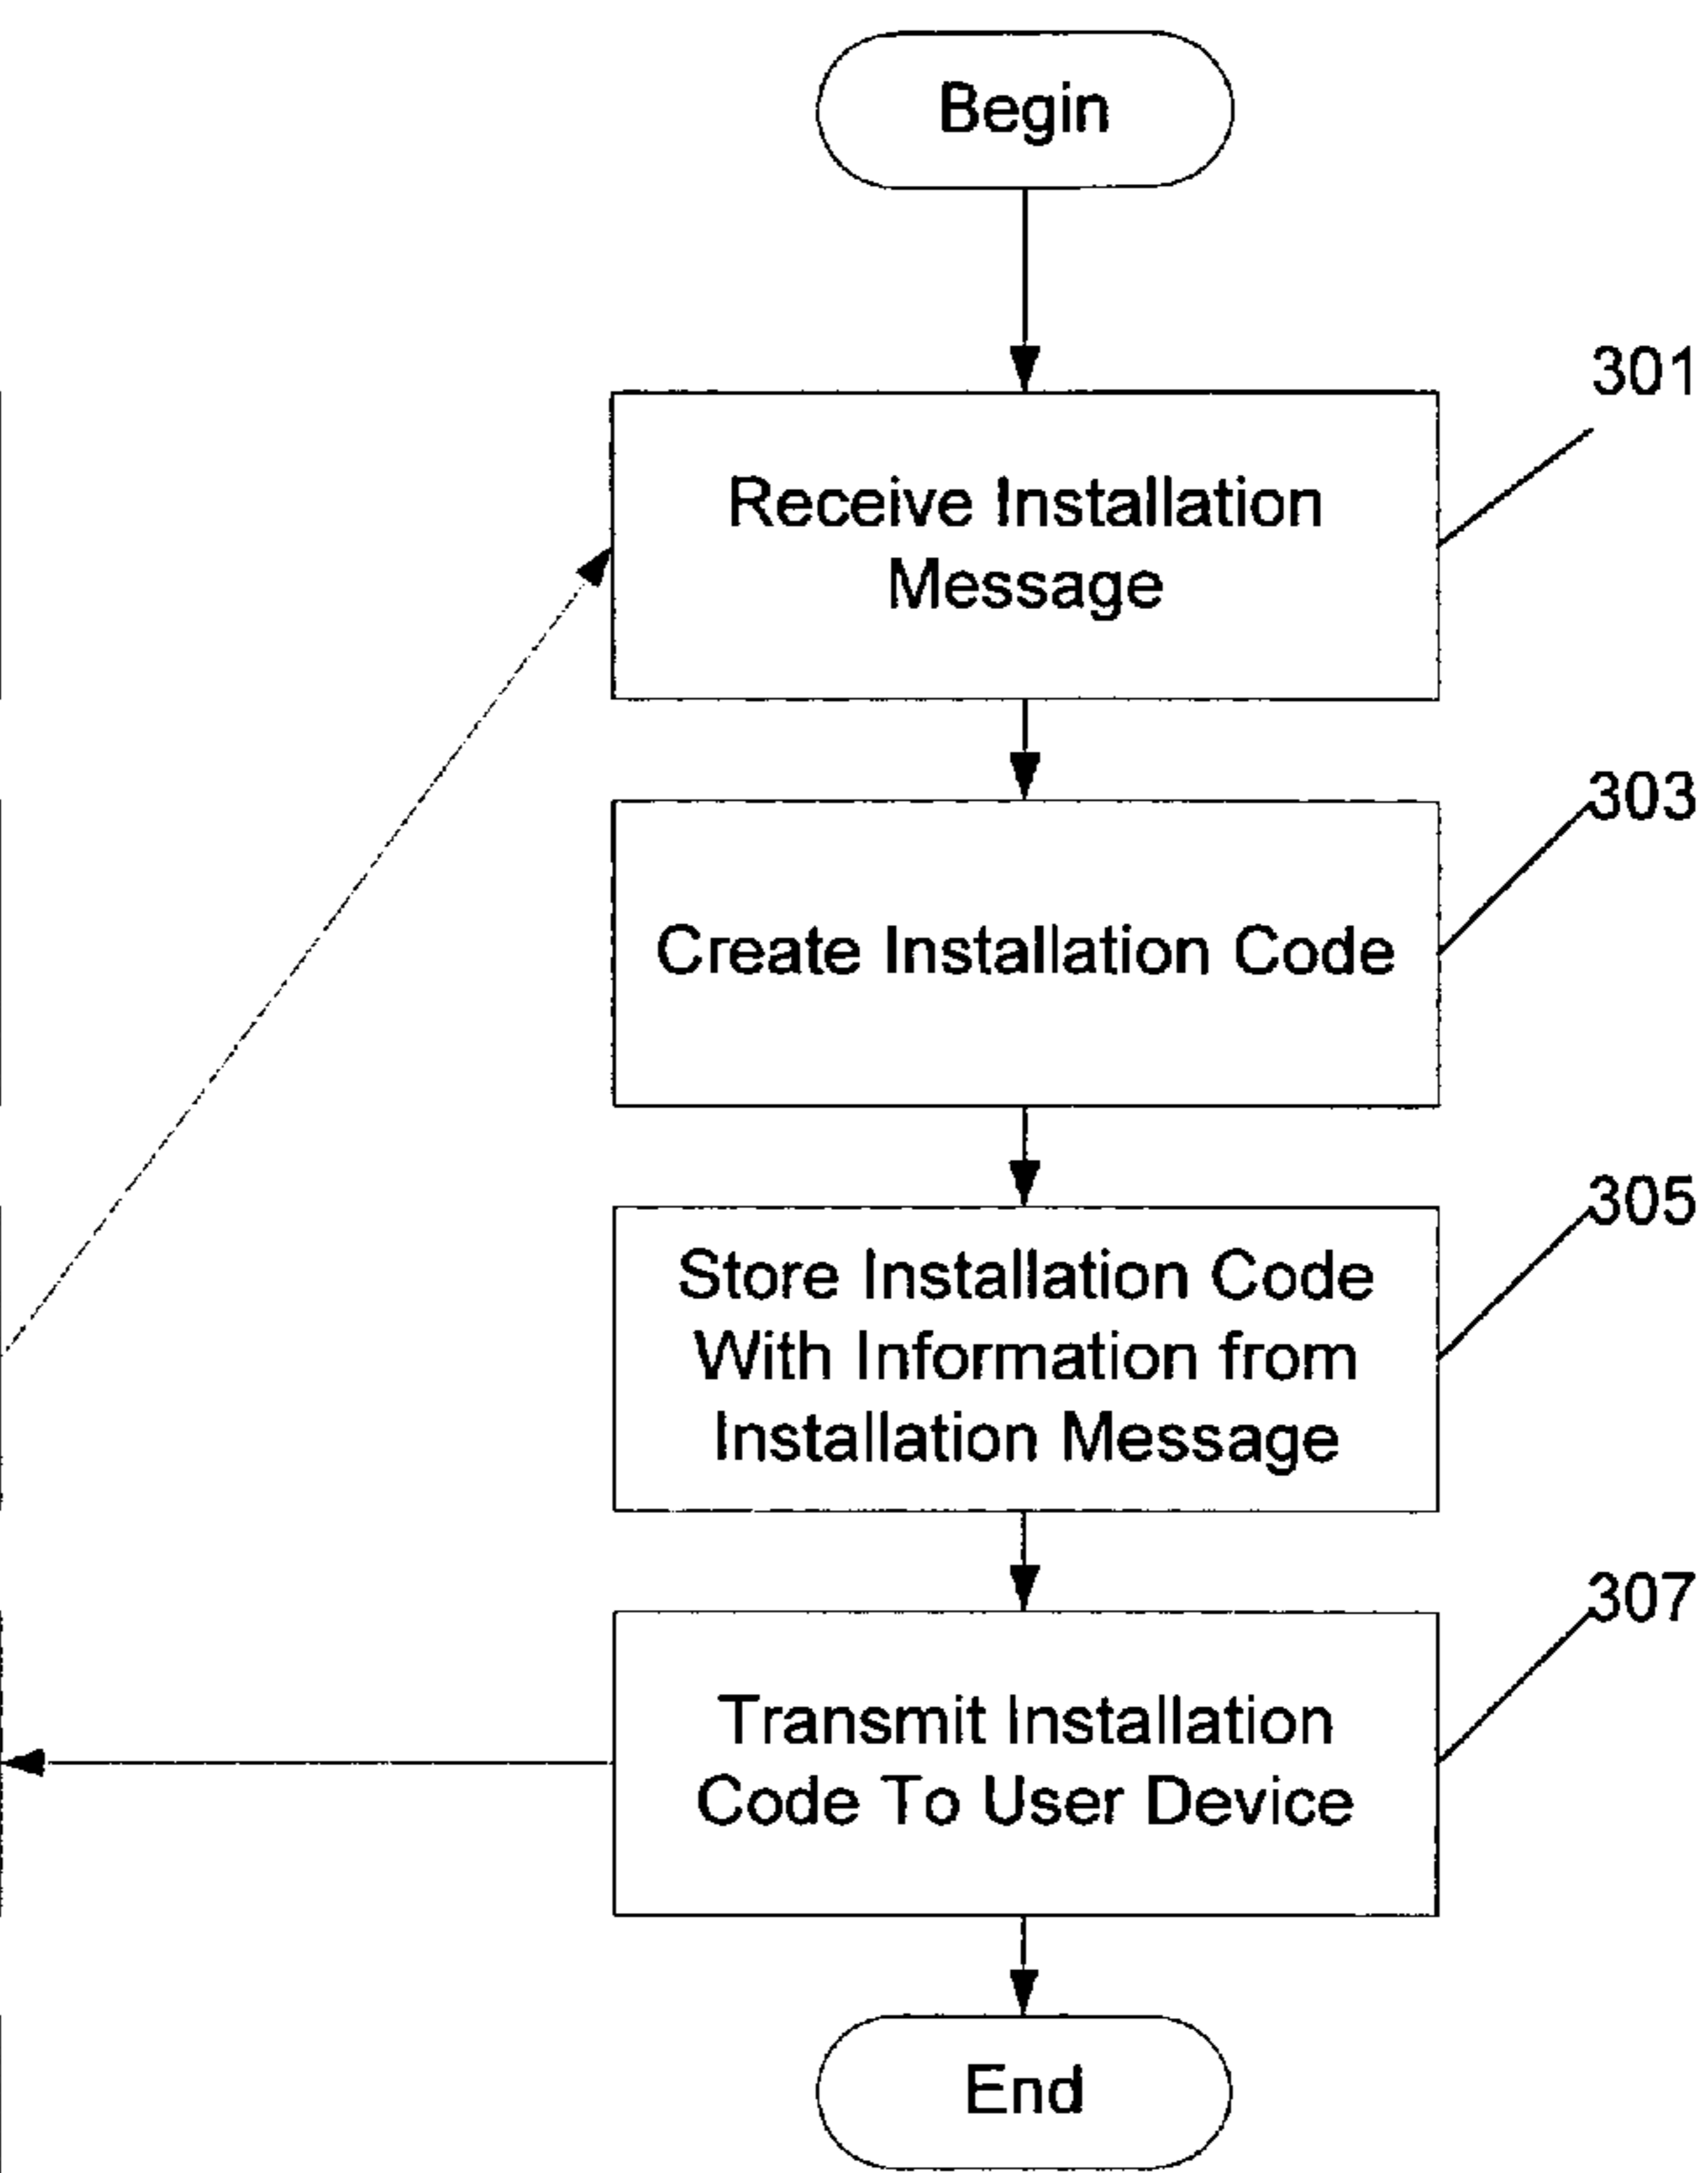 Begin
301
Receive Installation
Message
303
Create Installation Code
305
Store Installation Code
With Information from
Installation Message
307
Transmit Installation
Code To User Device
End